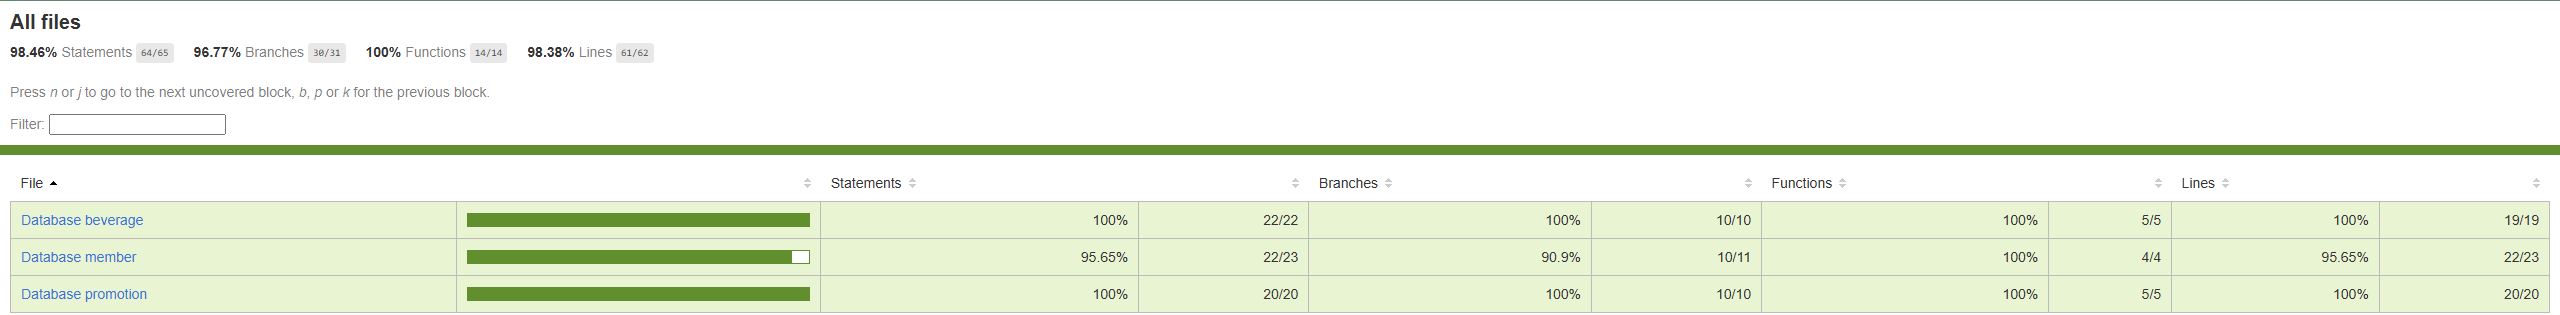 All files
98.46% Statements 64/65 96.77% Branches 30/31 100% Functions 14/14 98.38% Lines 61/62
Press n or j to go to the next uncovered block, b, p or k for the previous block.
Filter:
File Statements Branches Functions Lines
Database beverage 100% 22/22 100% 10/10 100% 5/5 100% 19/19
Database member 95.65% 22/23 90.9% 10/11 100% 4/4 95.65% 22/23
Database promotion 100% 20/20 100% 10/10 100% 5/5 100% 20/20